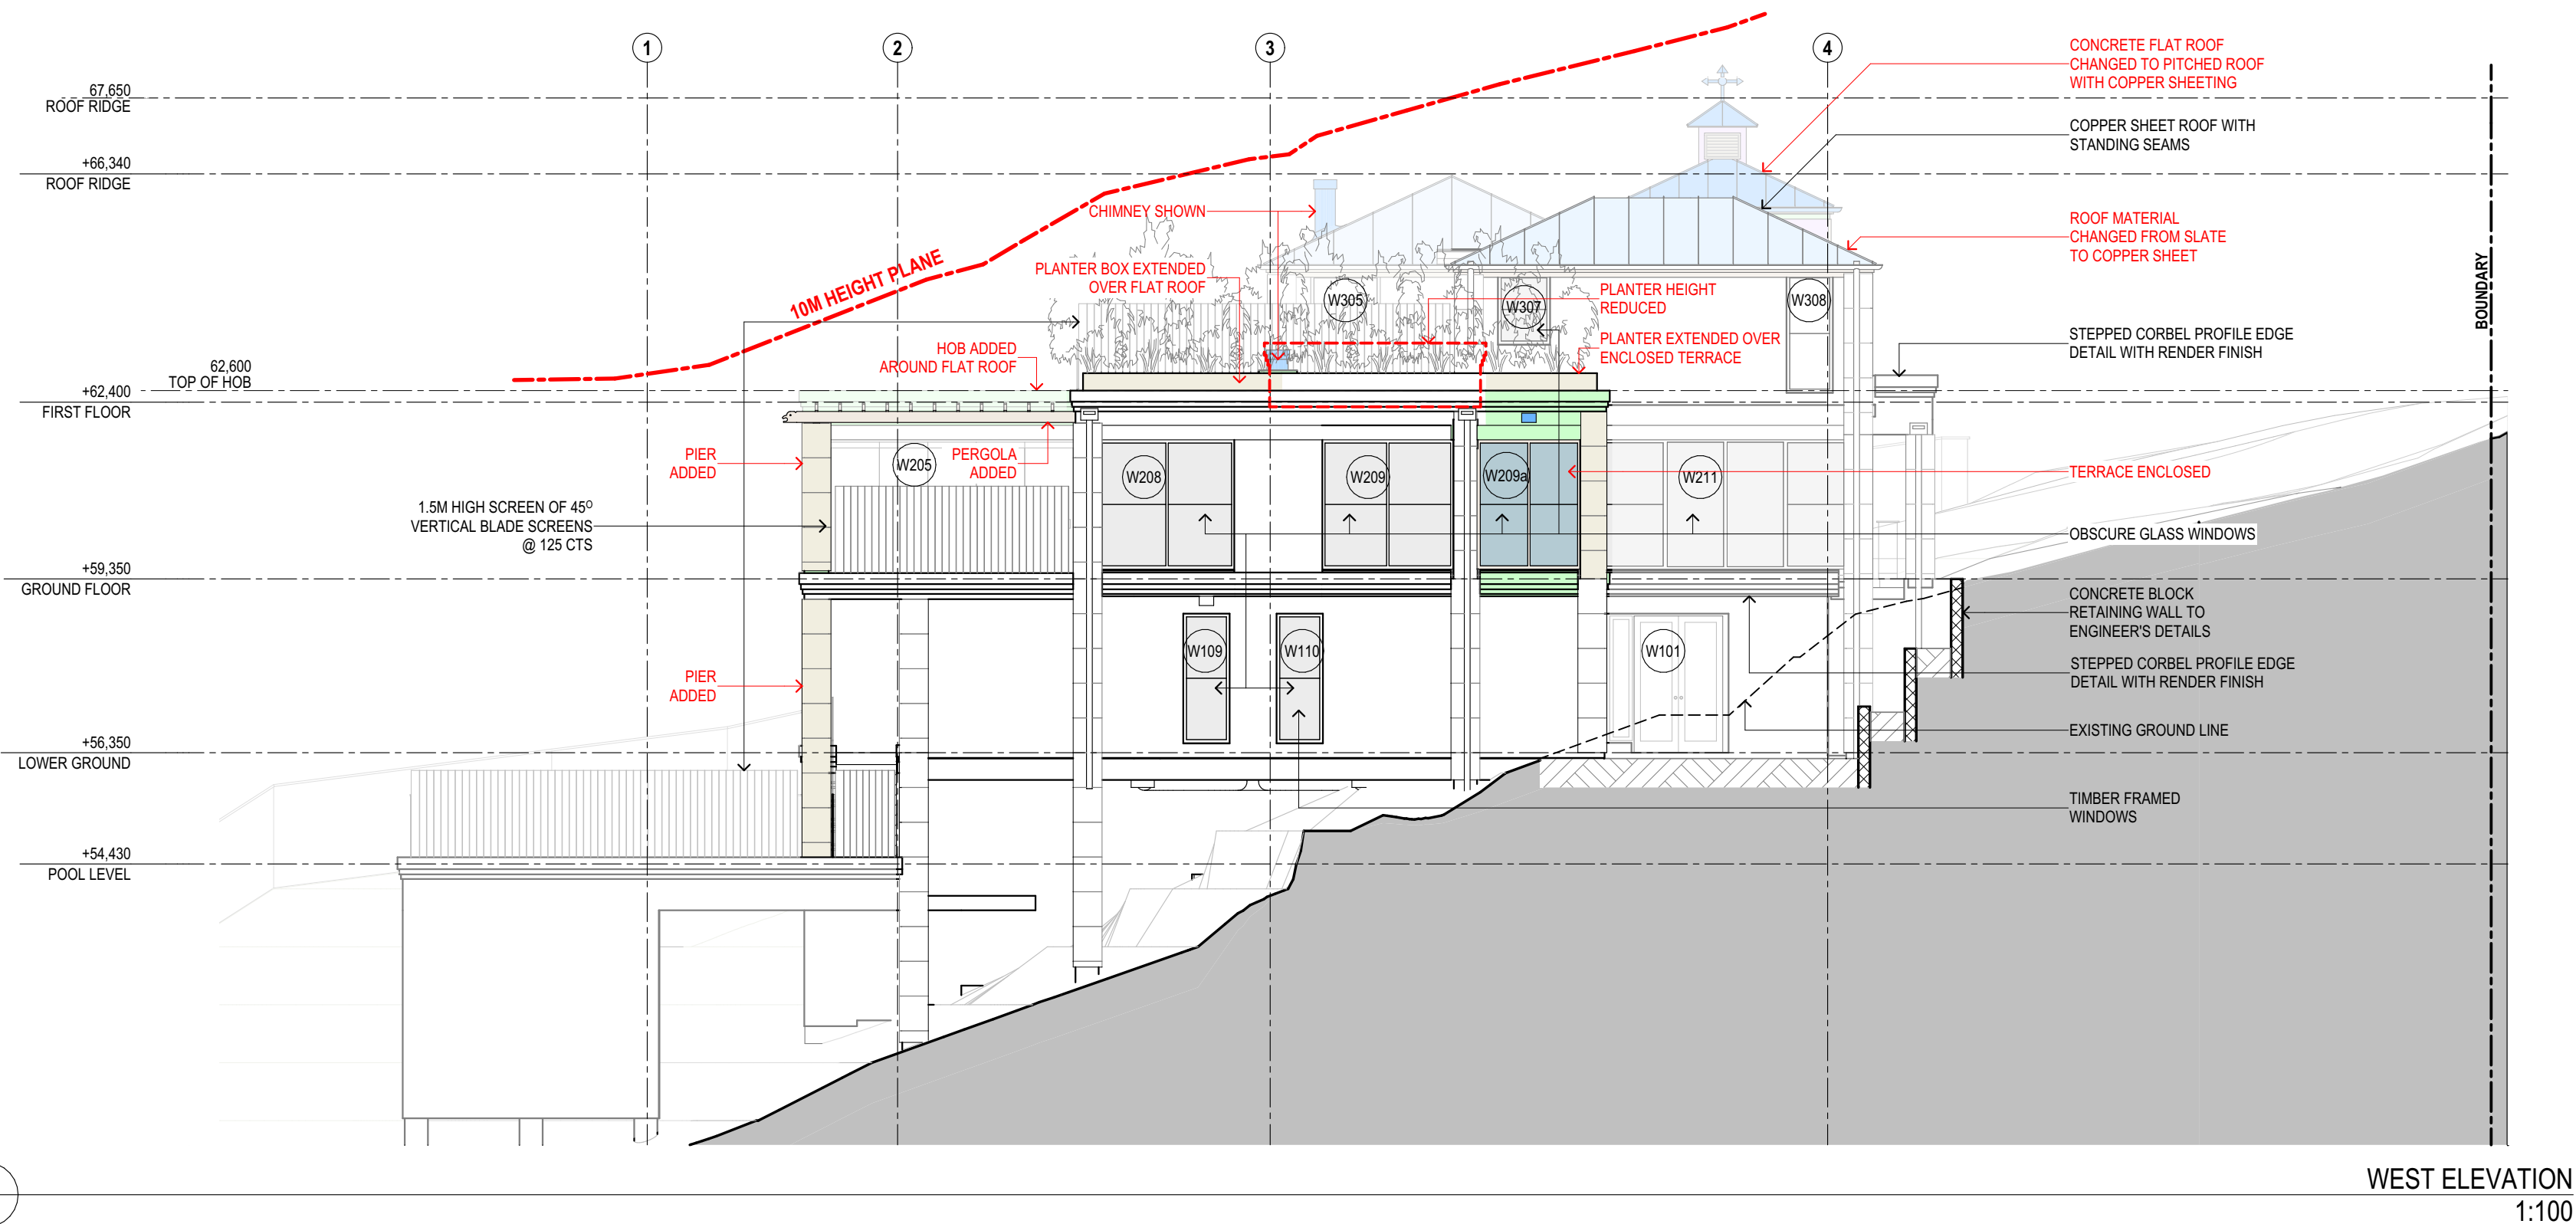 1
2
3
4
67,650
ROOF RIDGE
+66,340
ROOF RIDGE
62,600
TOP OF HOB
+62,400
FIRST FLOOR
+59,350
GROUND FLOOR
+56,350
LOWER GROUND
+54,430
POOL LEVEL
10M HEIGHT PLANE
CHIMNEY SHOWN
PLANTER BOX EXTENDED
OVER FLAT ROOF
HOB ADDED
AROUND FLAT ROOF
PIER
ADDED
PERGOLA
ADDED
1.5M HIGH SCREEN OF 45O
VERTICAL BLADE SCREENS
@ 125 CTS
PIER
ADDED
PLANTER HEIGHT
REDUCED
PLANTER EXTENDED OVER
ENCLOSED TERRACE
W305
W307
W308
W205
W208
W209
W209a
W211
W109
W110
W101
CONCRETE FLAT ROOF
CHANGED TO PITCHED ROOF
WITH COPPER SHEETING
COPPER SHEET ROOF WITH
STANDING SEAMS
ROOF MATERIAL
CHANGED FROM SLATE
TO COPPER SHEET
STEPPED CORBEL PROFILE EDGE
DETAIL WITH RENDER FINISH
TERRACE ENCLOSED
OBSCURE GLASS WINDOWS
CONCRETE BLOCK
RETAINING WALL TO
ENGINEER'S DETAILS
STEPPED CORBEL PROFILE EDGE
DETAIL WITH RENDER FINISH
EXISTING GROUND LINE
TIMBER FRAMED
WINDOWS
BOUNDARY
WEST ELEVATION
1:100